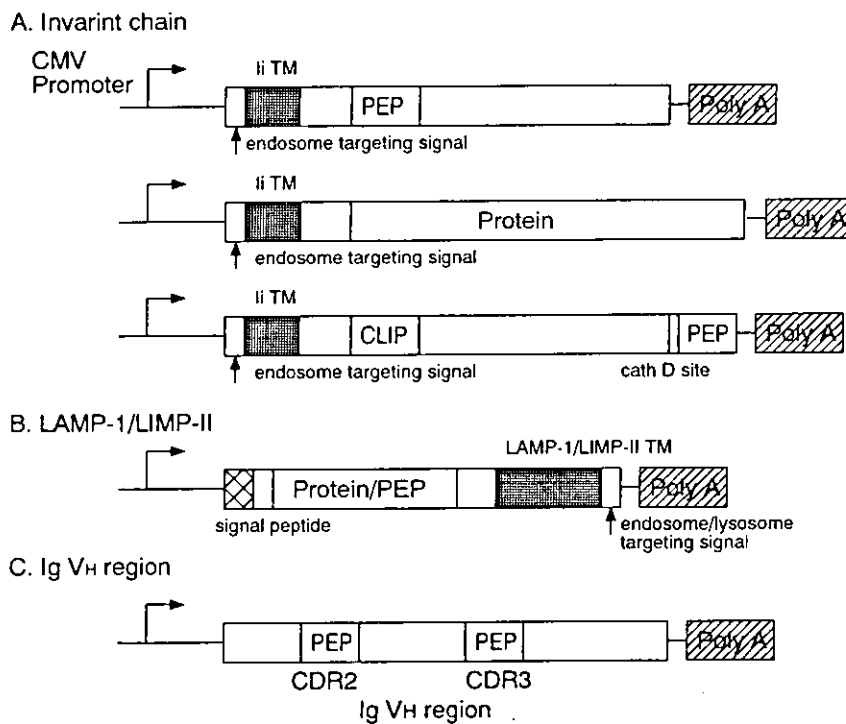 A. Invarint chain
CMV
Promoter
Ii TM
PEP
Poly A
endosome targeting signal
Ii TM
Protein
Poly A
endosome targeting signal
Ii TM
CLIP
PEP
Poly A
endosome targeting signal
cath D site
B. LAMP-1/LIMP-II
LAMP-1/LIMP-II TM
Protein/PEP
Poly A
signal peptide
endosome/lysosome
targeting signal
C. Ig VH region
PEP
PEP
Poly A
CDR2
CDR3
Ig VH region